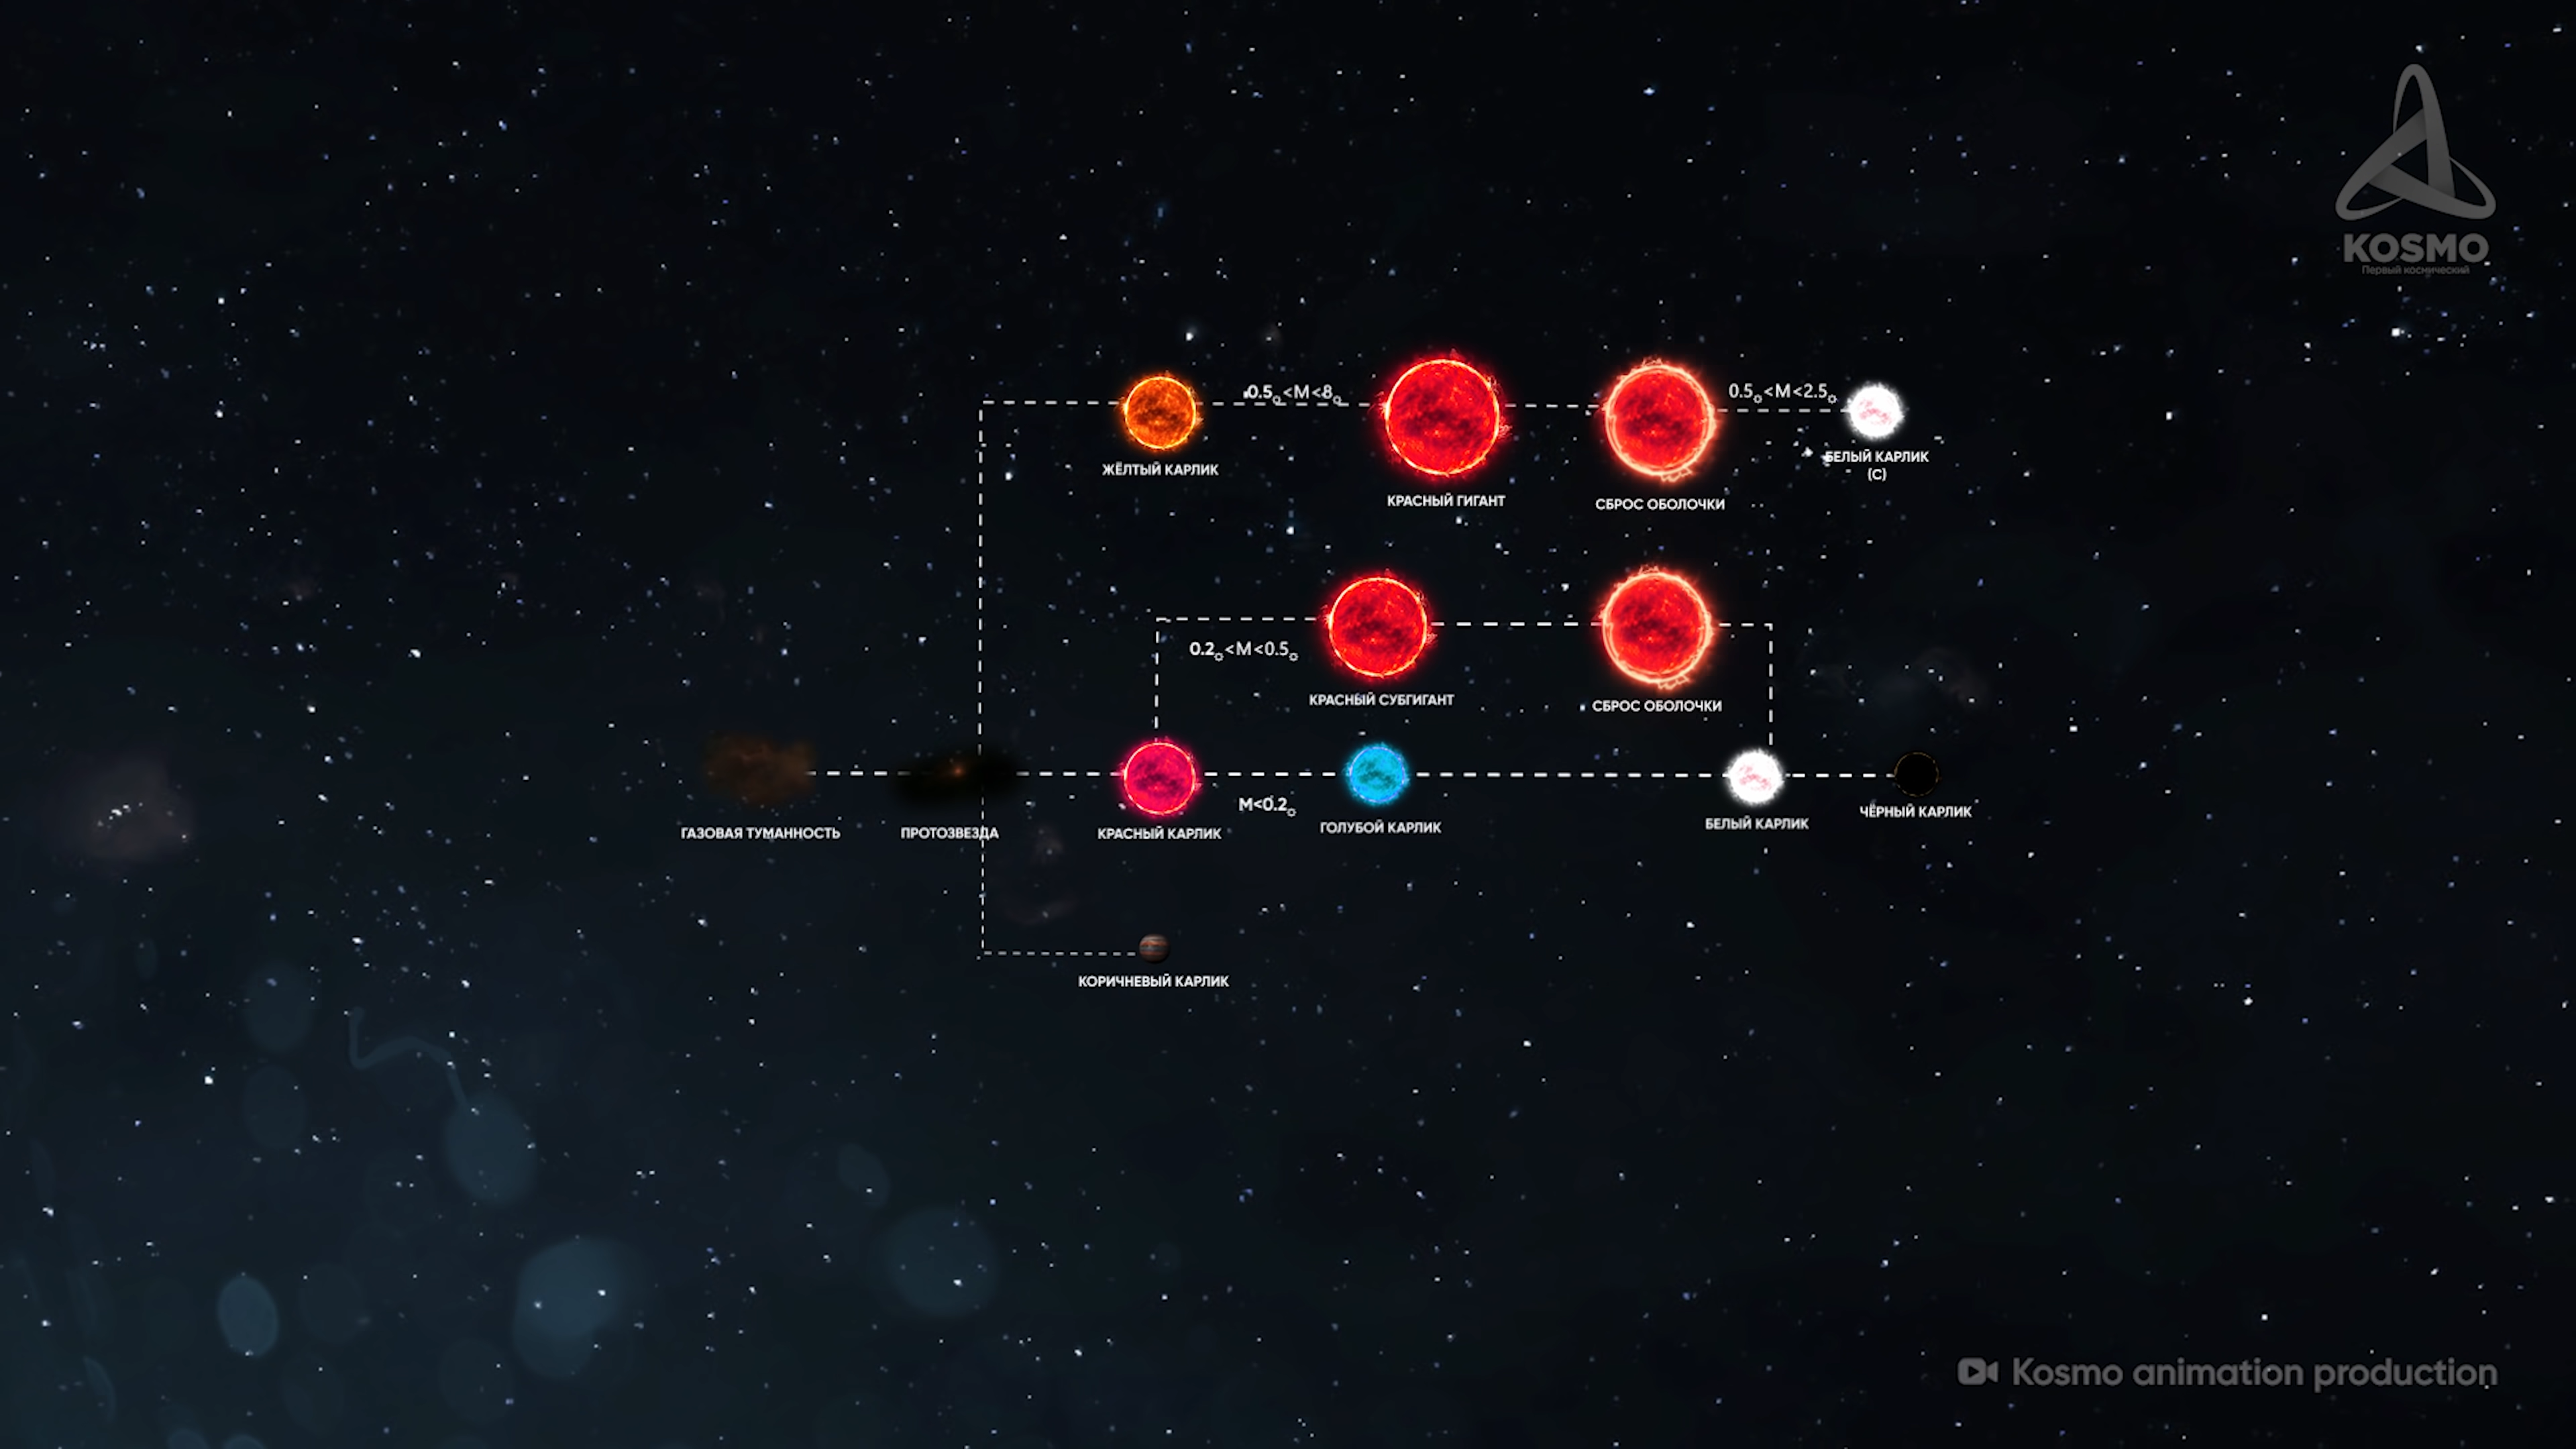 KOSMO
Первый космический
0.5☼<M<8☼
0.5☼<M<2.5☼
ЖЁЛТЫЙ КАРЛИК
КРАСНЫЙ ГИГАНТ
СБРОС ОБОЛОЧКИ
БЕЛЫЙ КАРЛИК
(C)
0.2☼<M<0.5☼
КРАСНЫЙ СУБГИГАНТ
СБРОС ОБОЛОЧКИ
ГАЗОВАЯ ТУМАННОСТЬ
ПРОТОЗВЕЗДА
КРАСНЫЙ КАРЛИК
M<0.2☼
ГОЛУБОЙ КАРЛИК
БЕЛЫЙ КАРЛИК
ЧЁРНЫЙ КАРЛИК
КОРИЧНЕВЫЙ КАРЛИК
Kosmo animation production